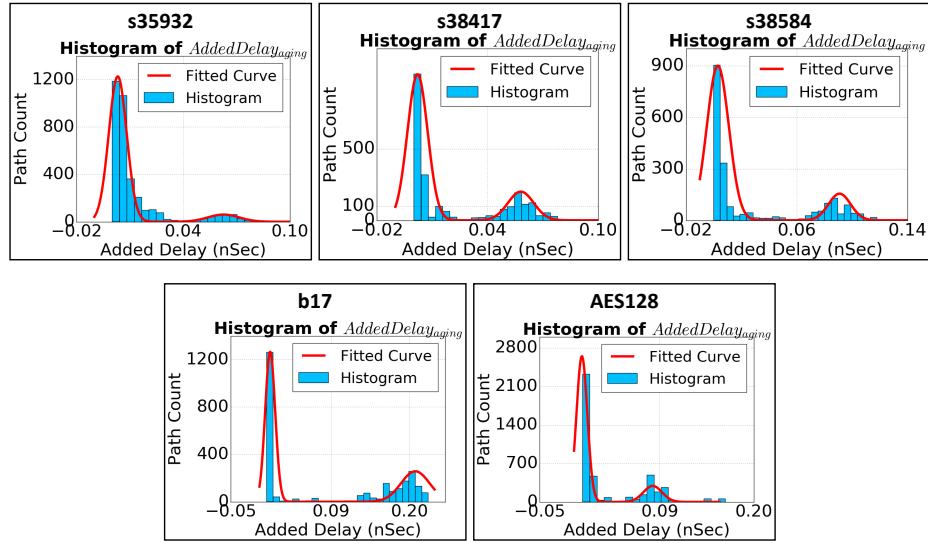 s35932
Histogram of AddedDelay_aging
Fitted Curve
Histogram
Path Count
1200
800
400
0
−0.02
0.04
0.10
Added Delay (nSec)
s38417
Histogram of AddedDelay_aging
Fitted Curve
Histogram
Path Count
500
100
0
−0.02
0.04
0.10
Added Delay (nSec)
s38584
Histogram of AddedDelay_aging
Fitted Curve
Histogram
Path Count
900
600
300
0
−0.02
0.06
0.14
Added Delay (nSec)
b17
Histogram of AddedDelay_aging
Fitted Curve
Histogram
Path Count
1200
800
400
0
−0.05
0.09
0.20
Added Delay (nSec)
AES128
Histogram of AddedDelay_aging
Fitted Curve
Histogram
Path Count
2800
2100
1400
700
0
−0.05
0.09
0.20
Added Delay (nSec)